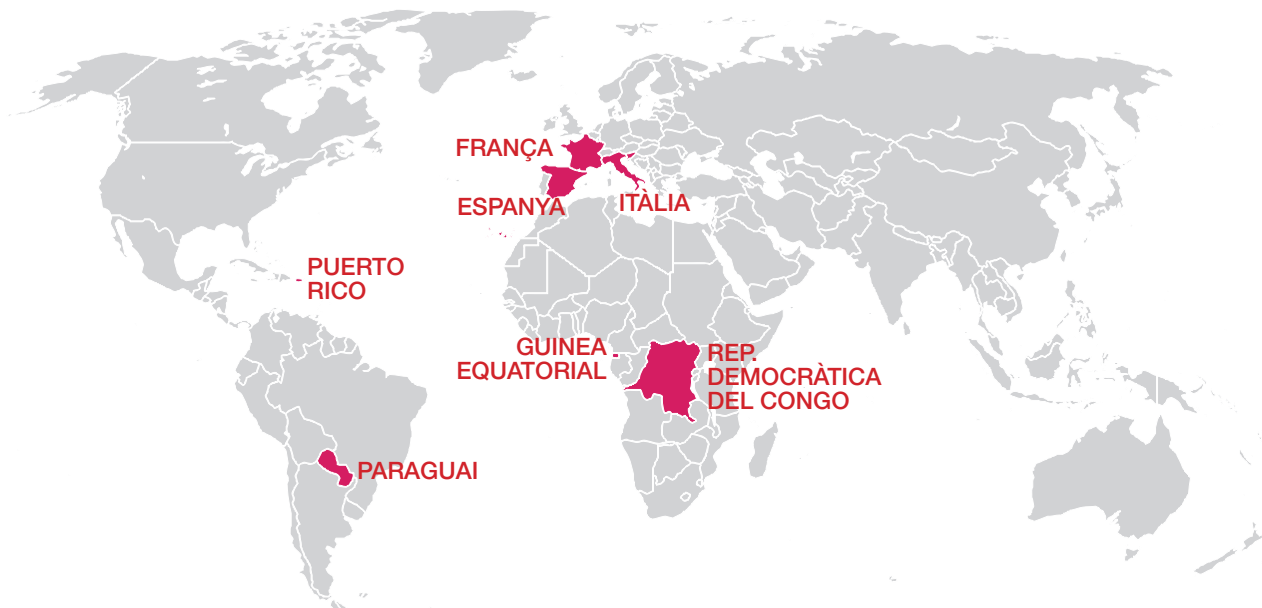 FRANÇA
ESPANYA
ITÀLIA
PUERTO
RICO
GUINEA
EQUATORIAL
REP.
DEMOCRÀTICA
DEL CONGO
PARAGUAI